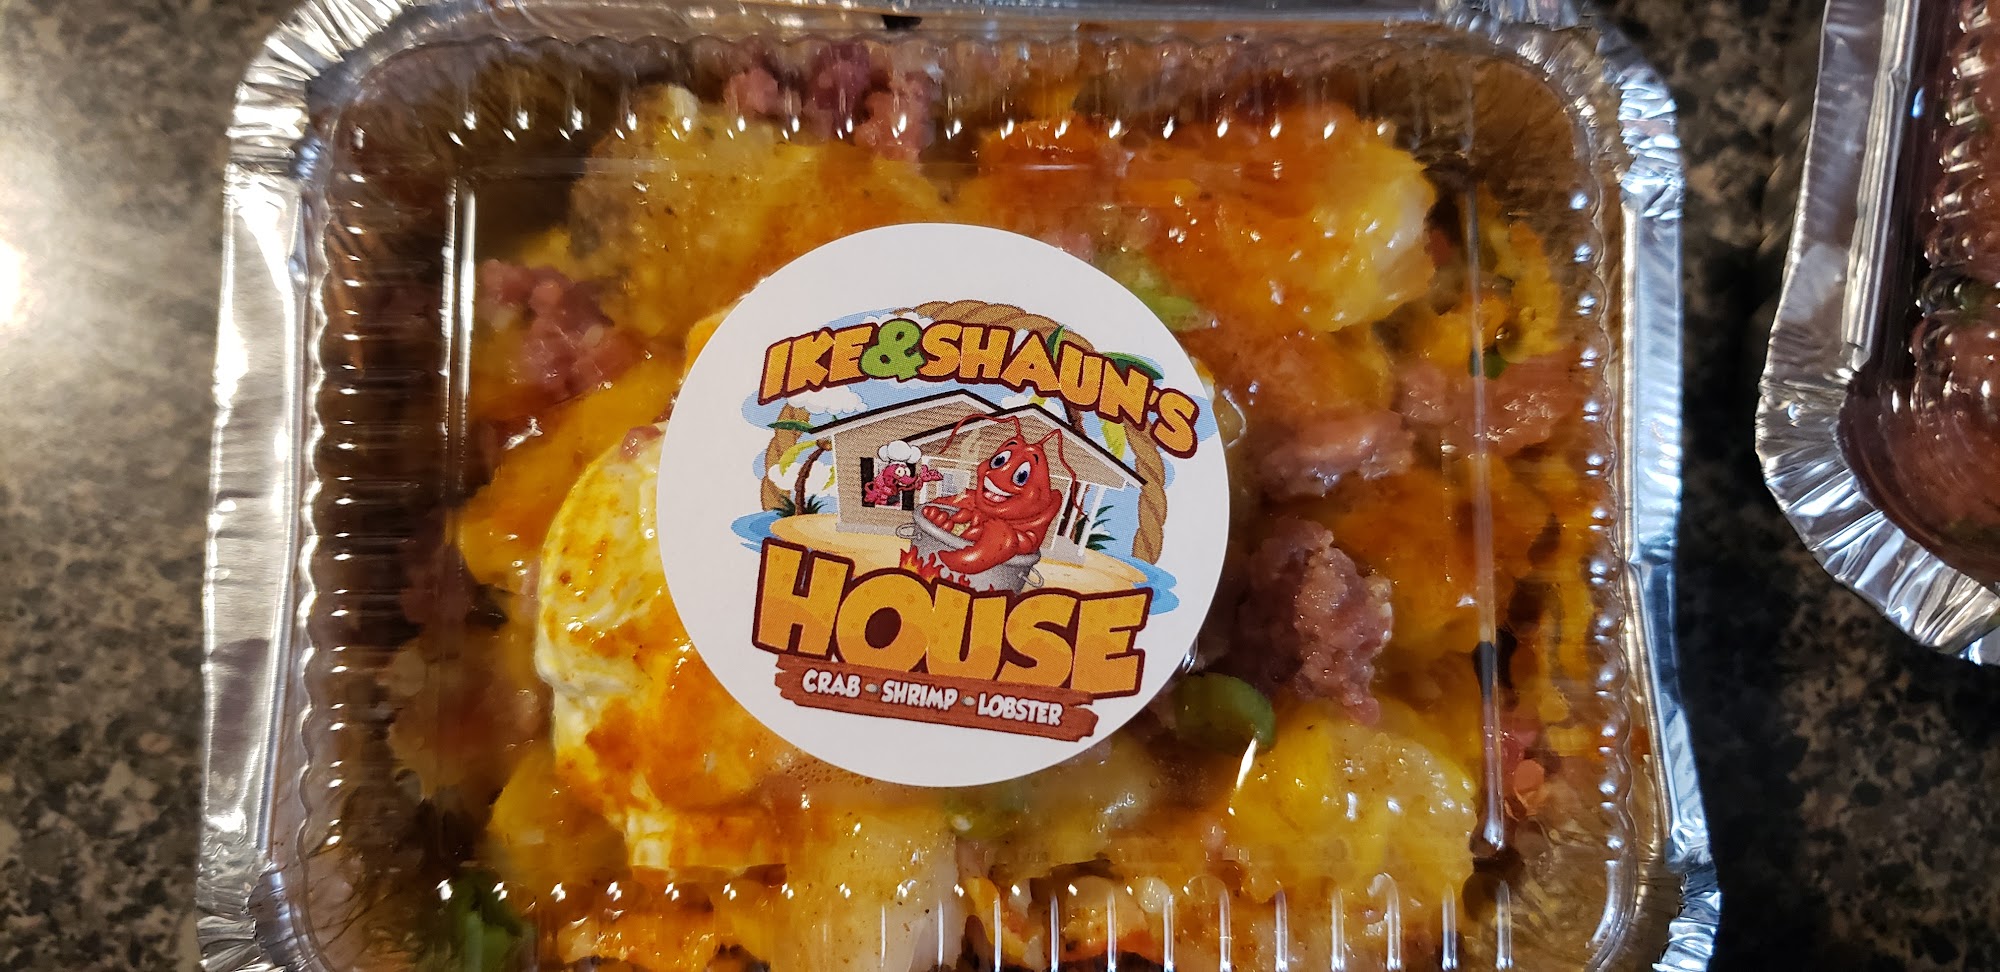 IKE&SHAUN'S
HOUSE
CRAB - SHRIMP - LOBSTER